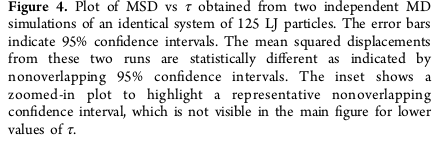 Figure 4. Plot of MSD vs τ obtained from two independent MD
simulations of an identical system of 125 LJ particles. The error bars
indicate 95% confidence intervals. The mean squared displacements
from these two runs are statistically different as indicated by
nonoverlapping 95% confidence intervals. The inset shows a
zoomed-in plot to highlight a representative nonoverlapping
confidence interval, which is not visible in the main figure for lower
values of τ.